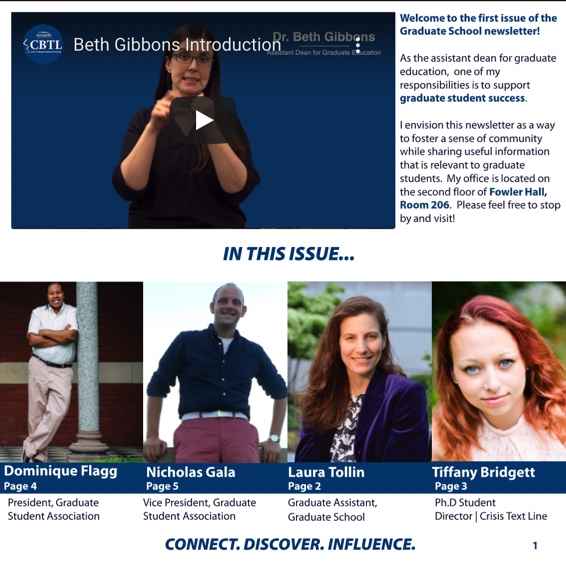 CBTL
Beth Gibbons Introduction
Dr. Beth Gibbons
Assistant Dean for Graduate Education
Welcome to the first issue of the
Graduate School newsletter!
As the assistant dean for graduate
education, one of my
responsibilities is to support
graduate student success.
I envision this newsletter as a way
to foster a sense of community
while sharing useful information
that is relevant to graduate
students. My office is located on
the second floor of Fowler Hall,
Room 206. Please feel free to stop
by and visit!
IN THIS ISSUE...
Dominique Flagg
Page 4
President, Graduate
Student Association
Nicholas Gala
Page 5
Vice President, Graduate
Student Association
Laura Tollin
Page 2
Graduate Assistant,
Graduate School
Tiffany Bridgett
Page 3
Ph.D Student
Director | Crisis Text Line
CONNECT. DISCOVER. INFLUENCE.
1